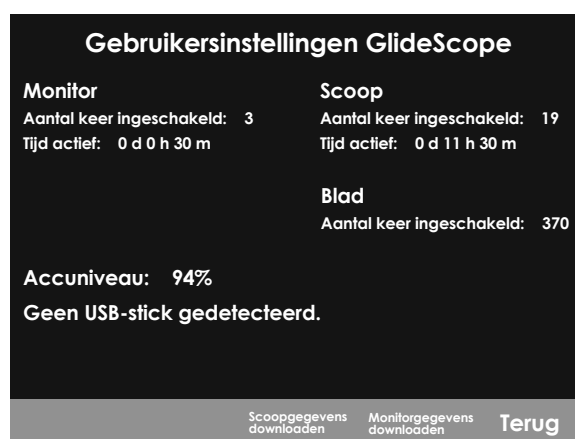 Gebruikersinstellingen GlideScope
Monitor
Aantal keer ingeschakeld: 3
Tijd actief: 0 d 0 h 30 m
Scoop
Aantal keer ingeschakeld: 19
Tijd actief: 0 d 11 h 30 m
Blad
Aantal keer ingeschakeld: 370
Accuniveau: 94%
Geen USB-stick gedetecteerd.
Scoopgegevens
downloaden
Monitorgegevens
downloaden
Terug